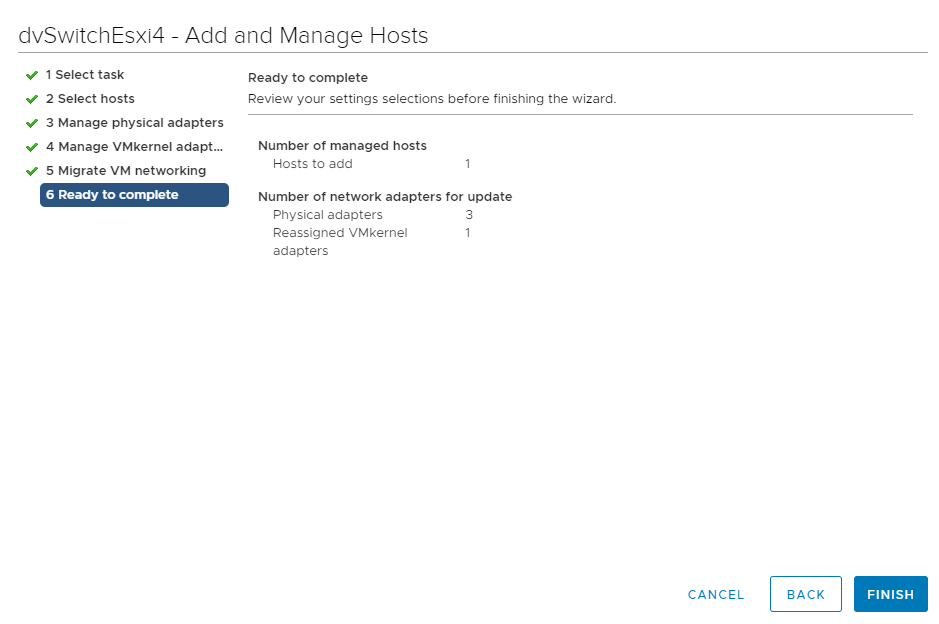 dvSwitchEsxi4 - Add and Manage Hosts
1 Select task
2 Select hosts
3 Manage physical adapters
4 Manage VMkernel adapt...
5 Migrate VM networking
6 Ready to complete
Ready to complete
Review your settings selections before finishing the wizard.
Number of managed hosts
Hosts to add 1
Number of network adapters for update
Physical adapters 3
Reassigned VMkernel 1
adapters
CANCEL BACK FINISH